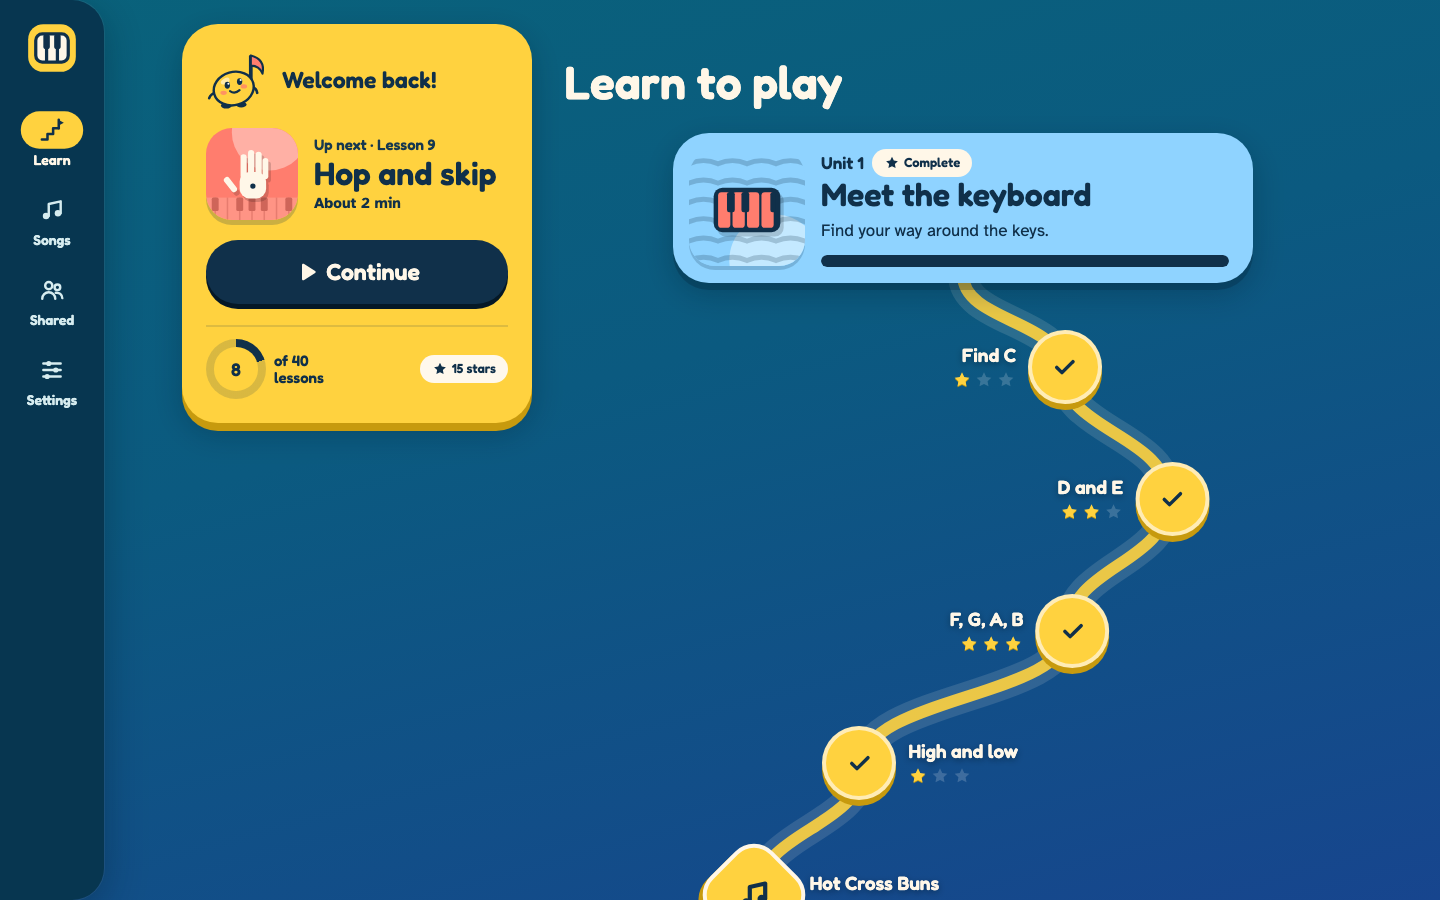 Learn
Songs
Shared
Settings
Welcome back!
Up next · Lesson 9
Hop and skip
About 2 min
Continue
8
of 40
lessons
15 stars
Learn to play
Unit 1
Complete
Meet the keyboard
Find your way around the keys.
Find C
D and E
F, G, A, B
High and low
Hot Cross Buns